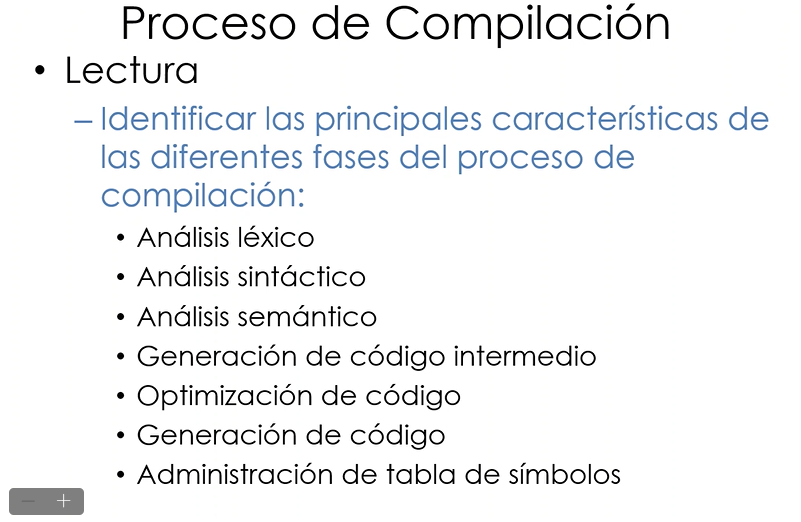 Proceso de Compilación
• Lectura
– Identificar las principales características de
las diferentes fases del proceso de
compilación:
• Análisis léxico
• Análisis sintáctico
• Análisis semántico
• Generación de código intermedio
• Optimización de código
• Generación de código
• Administración de tabla de símbolos